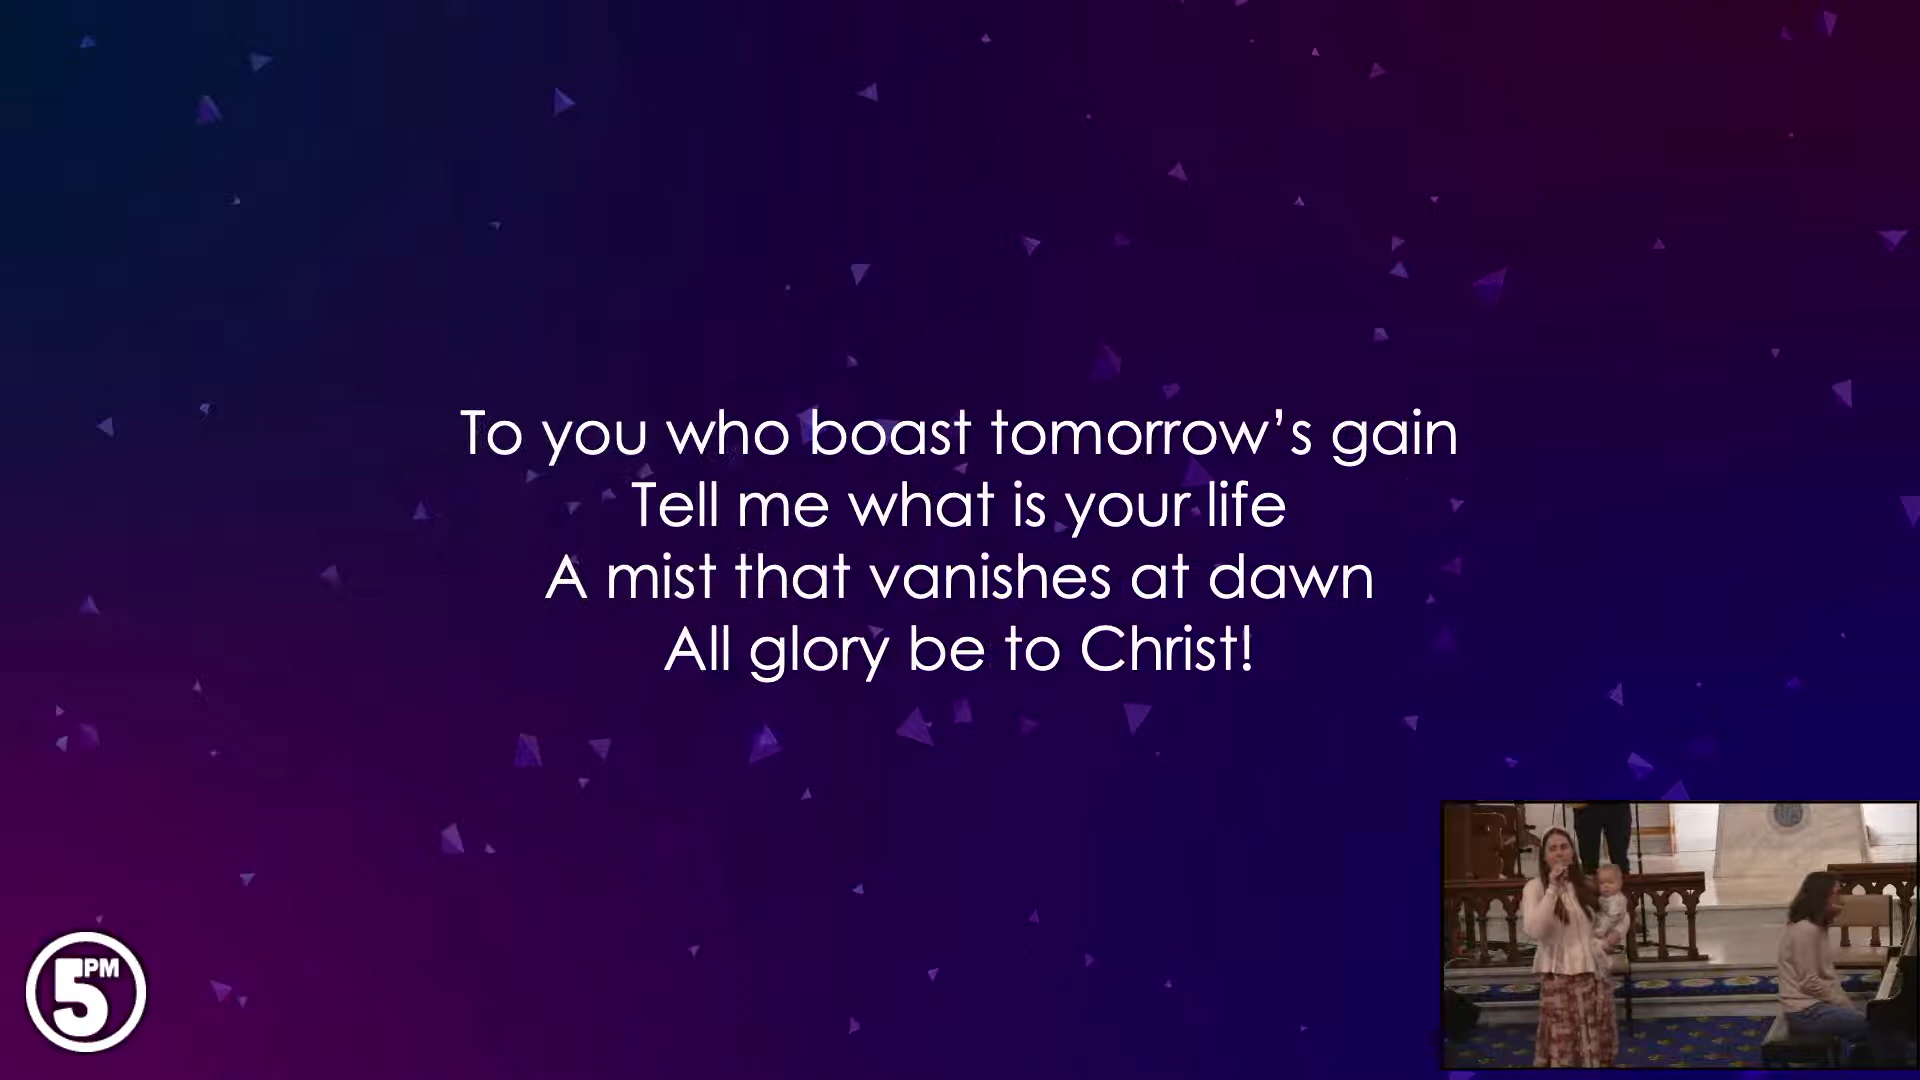 To you who boast tomorrow’s gain
Tell me what is your life
A mist that vanishes at dawn
All glory be to Christ!
5PM